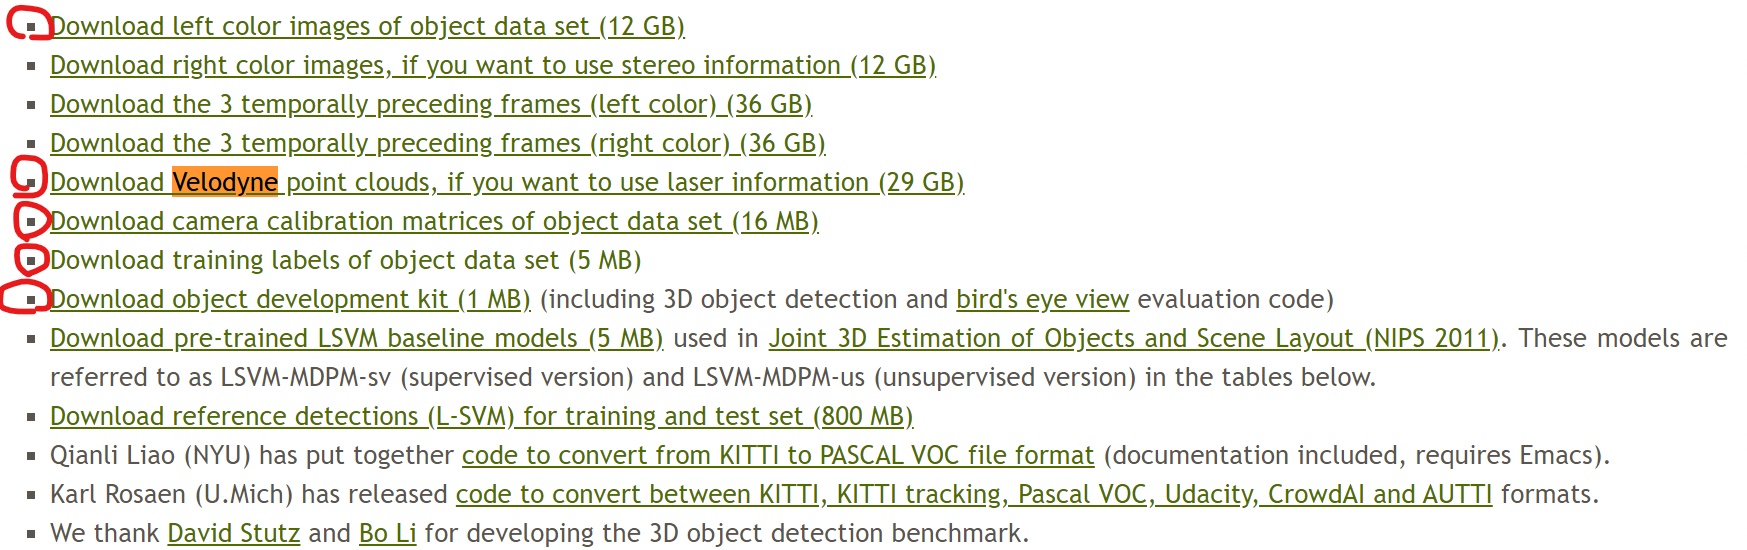 Download left color images of object data set (12 GB)
Download right color images, if you want to use stereo information (12 GB)
Download the 3 temporally preceding frames (left color) (36 GB)
Download the 3 temporally preceding frames (right color) (36 GB)
Download Velodyne point clouds, if you want to use laser information (29 GB)
Download camera calibration matrices of object data set (16 MB)
Download training labels of object data set (5 MB)
Download object development kit (1 MB) (including 3D object detection and bird's eye view evaluation code)
Download pre-trained LSVM baseline models (5 MB) used in Joint 3D Estimation of Objects and Scene Layout (NIPS 2011). These models are
referred to as LSVM-MDPM-sv (supervised version) and LSVM-MDPM-us (unsupervised version) in the tables below.
Download reference detections (L-SVM) for training and test set (800 MB)
Qianli Liao (NYU) has put together code to convert from KITTI to PASCAL VOC file format (documentation included, requires Emacs).
Karl Rosaen (U.Mich) has released code to convert between KITTI, KITTI tracking, Pascal VOC, Udacity, CrowdAI and AUTTI formats.
We thank David Stutz and Bo Li for developing the 3D object detection benchmark.